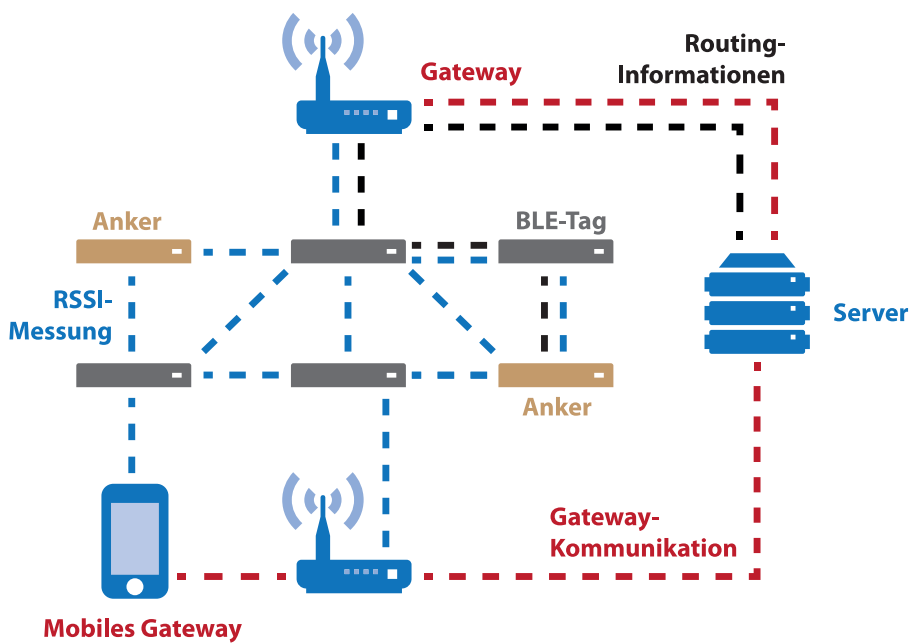 Routing-
Informationen
Gateway
Anker
BLE-Tag
RSSI-
Messung
Server
Anker
Gateway-
Kommunikation
Mobiles Gateway